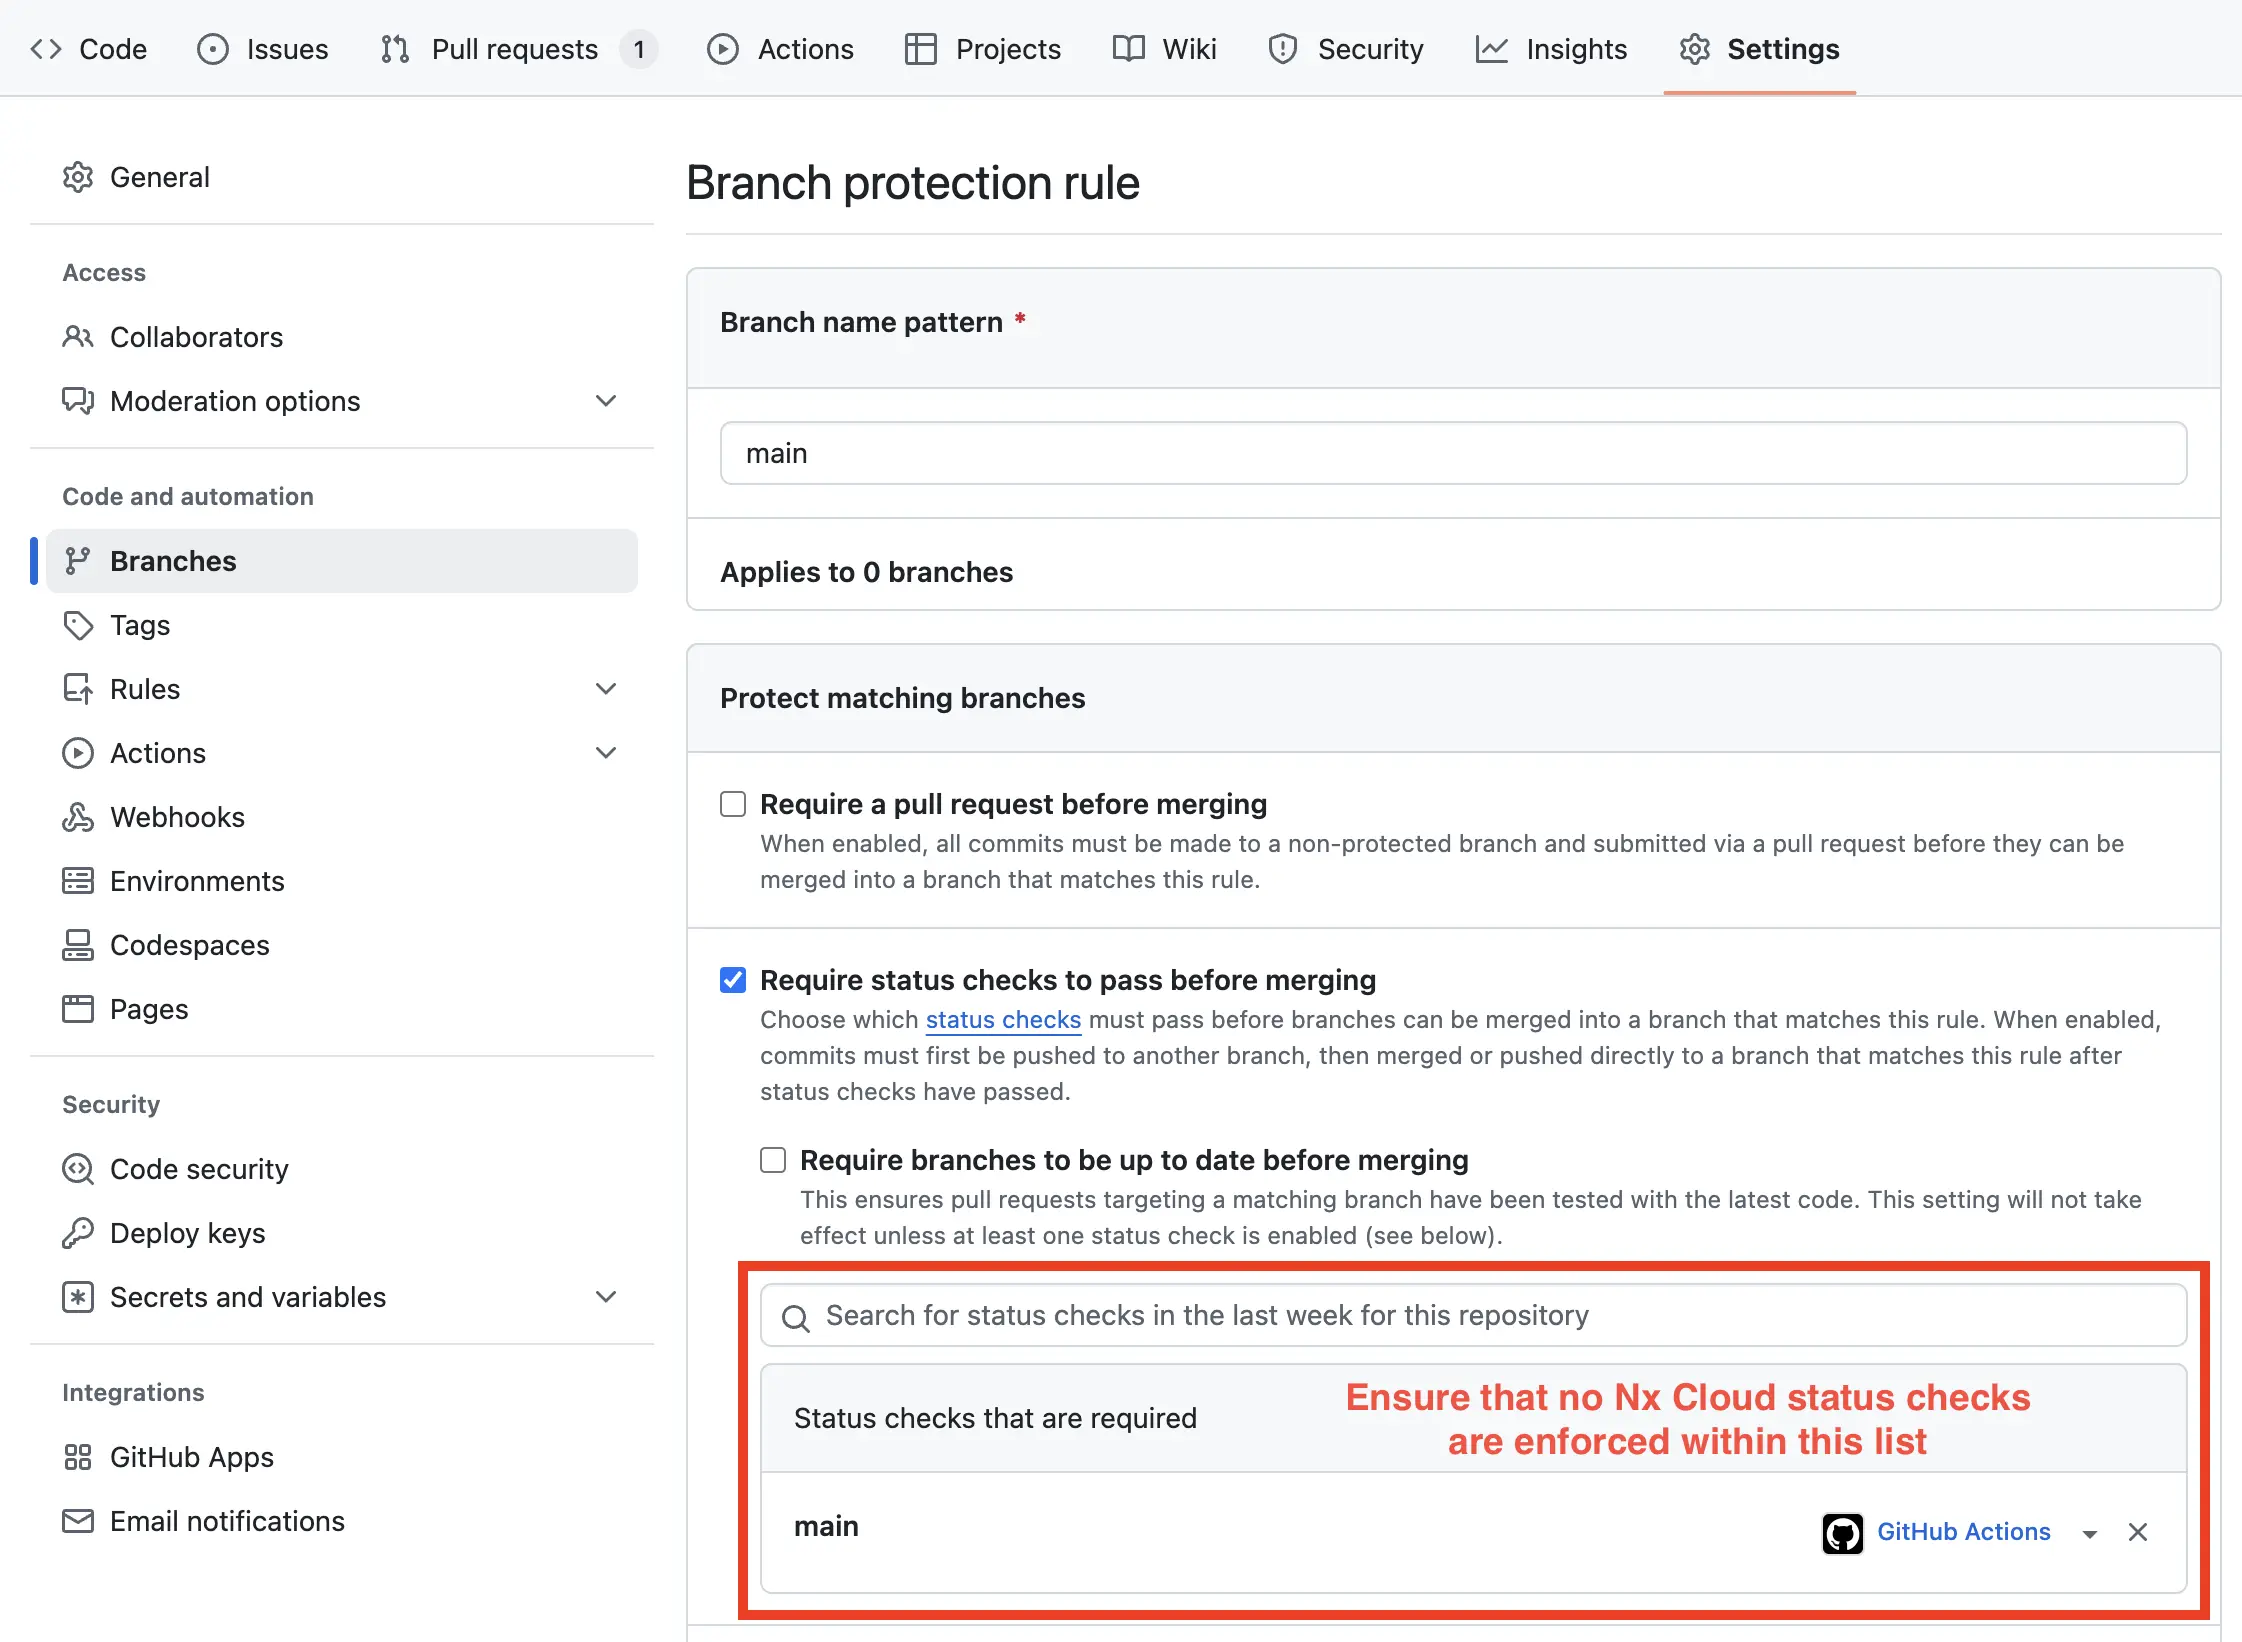 Code
Issues
Pull requests 1
Actions
Projects
Wiki
Security
Insights
Settings
General
Access
Collaborators
Moderation options
Code and automation
Branches
Tags
Rules
Actions
Webhooks
Environments
Codespaces
Pages
Security
Code security
Deploy keys
Secrets and variables
Integrations
GitHub Apps
Email notifications
Branch protection rule
Branch name pattern *
main
Applies to 0 branches
Protect matching branches
Require a pull request before merging
When enabled, all commits must be made to a non-protected branch and submitted via a pull request before they can be
merged into a branch that matches this rule.
Require status checks to pass before merging
Choose which status checks must pass before branches can be merged into a branch that matches this rule. When enabled,
commits must first be pushed to another branch, then merged or pushed directly to a branch that matches this rule after
status checks have passed.
Require branches to be up to date before merging
This ensures pull requests targeting a matching branch have been tested with the latest code. This setting will not take
effect unless at least one status check is enabled (see below).
Search for status checks in the last week for this repository
Status checks that are required
Ensure that no Nx Cloud status checks
are enforced within this list
main
GitHub Actions